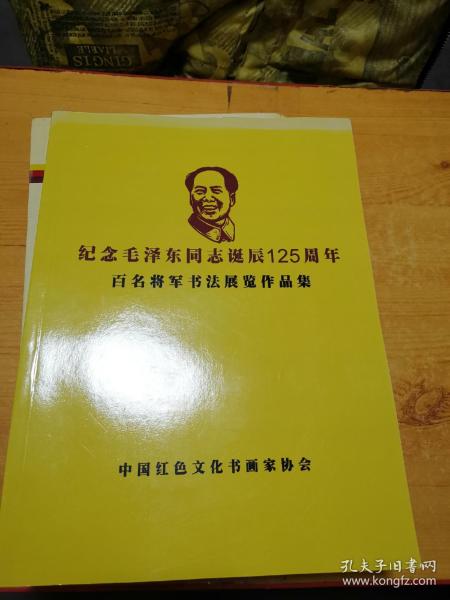 GINGIS
纪念毛泽东同志诞辰125周年
百名将军书法展览作品集
中国红色文化书画家协会
孔夫子旧书网
www.kongfz.com